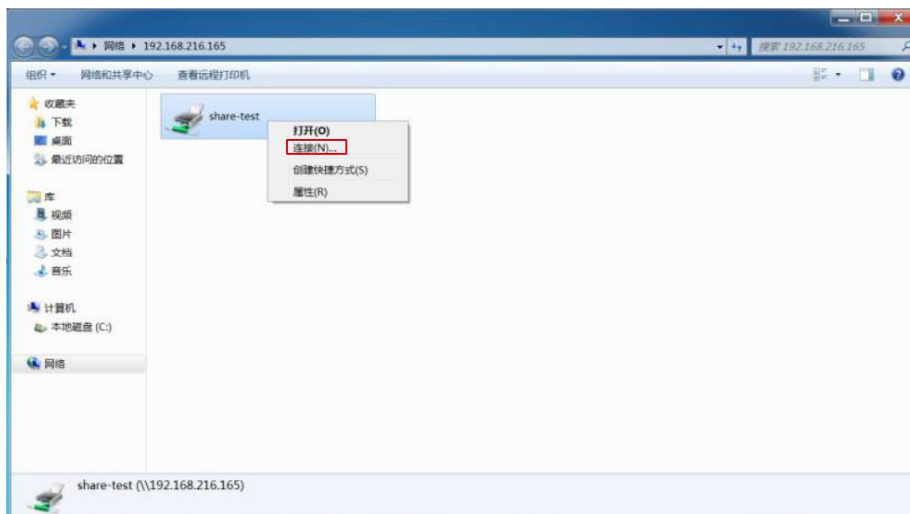 网络 192.168.216.165
搜索 192.168.216.165
组织 网络和共享中心 查看远程打印机
收藏夹
下载
桌面
最近访问的位置
库
视频
图片
文档
音乐
计算机
本地磁盘 (C:)
网络
share-test
打开(O)
连接(N)...
创建快捷方式(S)
属性(R)
share-test (\\192.168.216.165)